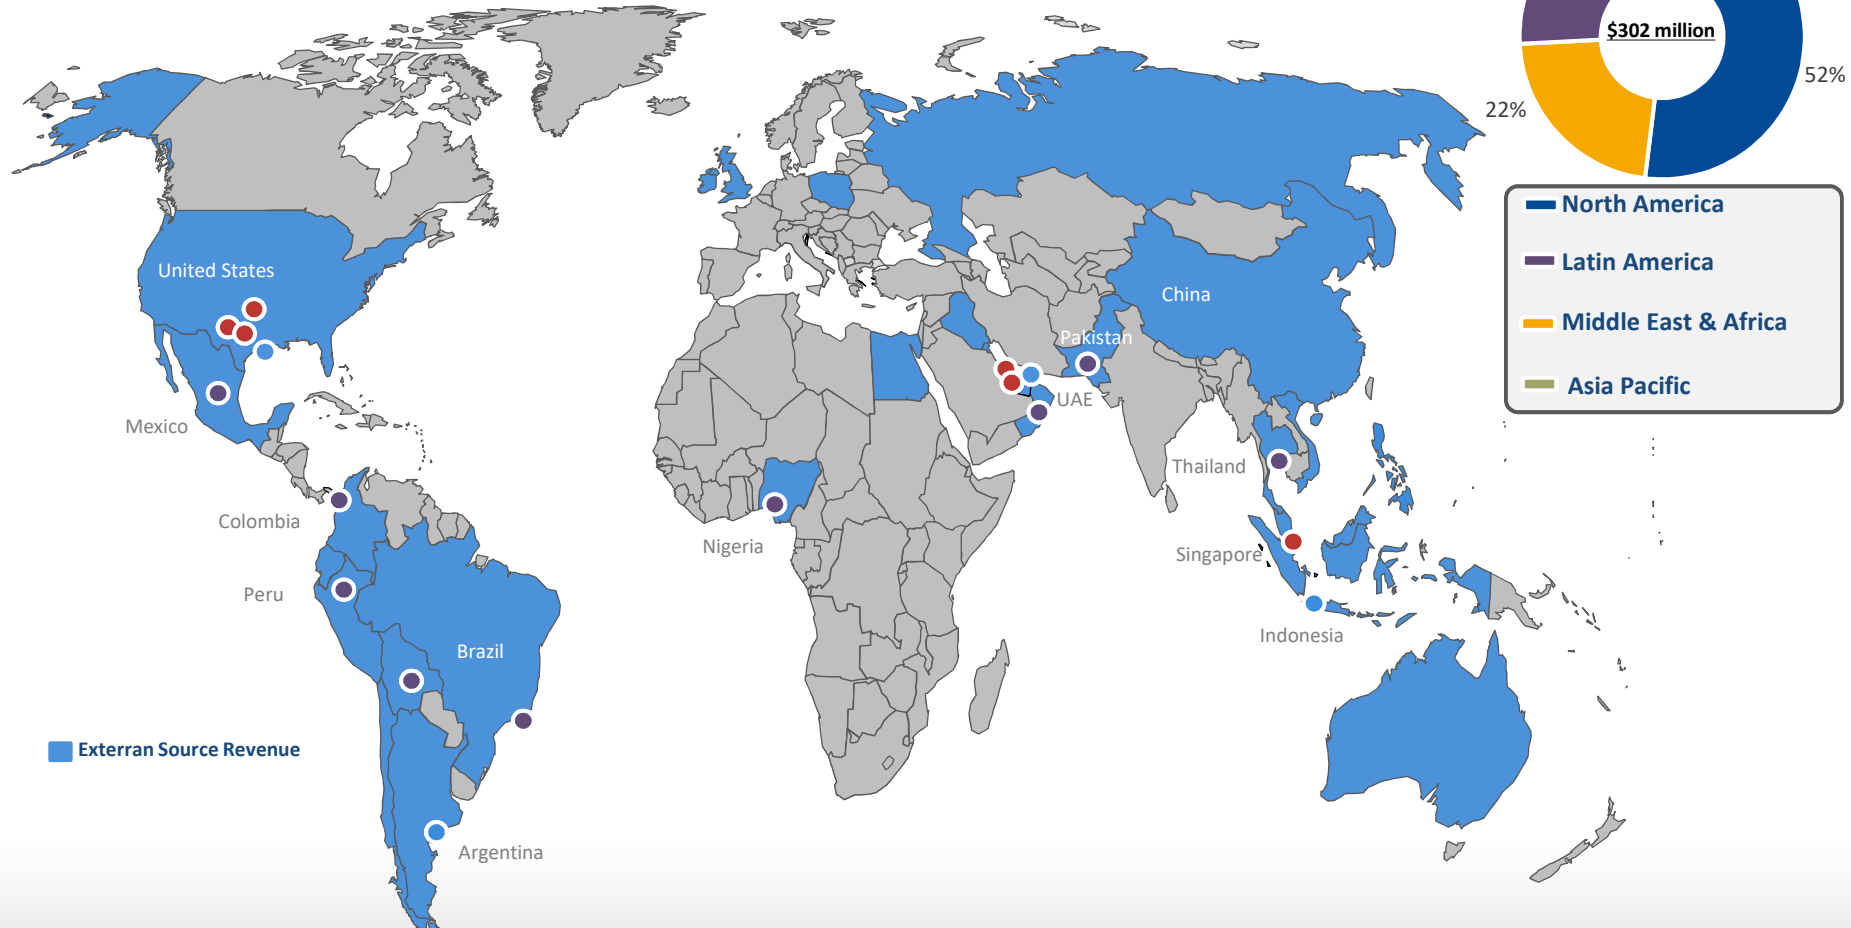 $302 million
52%
22%
North America
Latin America
Middle East & Africa
Asia Pacific
United States
China
Pakistan
UAE
Mexico
Thailand
Colombia
Nigeria
Singapore
Peru
Indonesia
Brazil
Exterran Source Revenue
Argentina